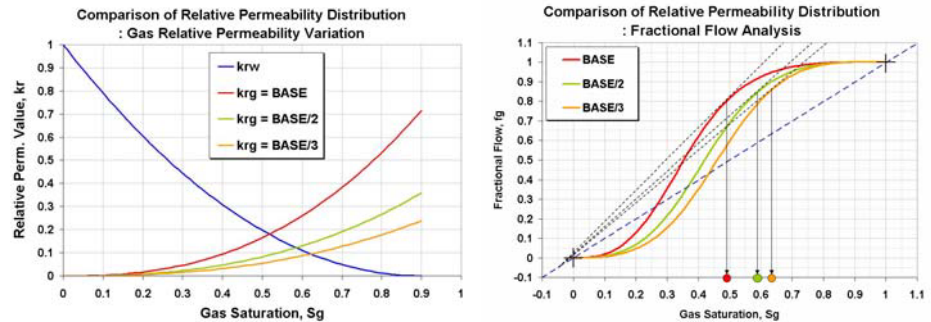 Comparison of Relative Permeability Distribution
: Gas Relative Permeability Variation
Relative Perm. Value, kr
1
0.9
0.8
0.7
0.6
0.5
0.4
0.3
0.2
0.1
0
krw
krg = BASE
krg = BASE/2
krg = BASE/3
0 0.1 0.2 0.3 0.4 0.5 0.6 0.7 0.8 0.9 1
Gas Saturation, Sg
Comparison of Relative Permeability Distribution
: Fractional Flow Analysis
Fractional Flow, fg
1.1
1
0.9
0.8
0.7
0.6
0.5
0.4
0.3
0.2
0.1
0
-0.1
BASE
BASE/2
BASE/3
-0.1 0 0.1 0.2 0.3 0.4 0.5 0.6 0.7 0.8 0.9 1 1.1
Gas Saturation, Sg